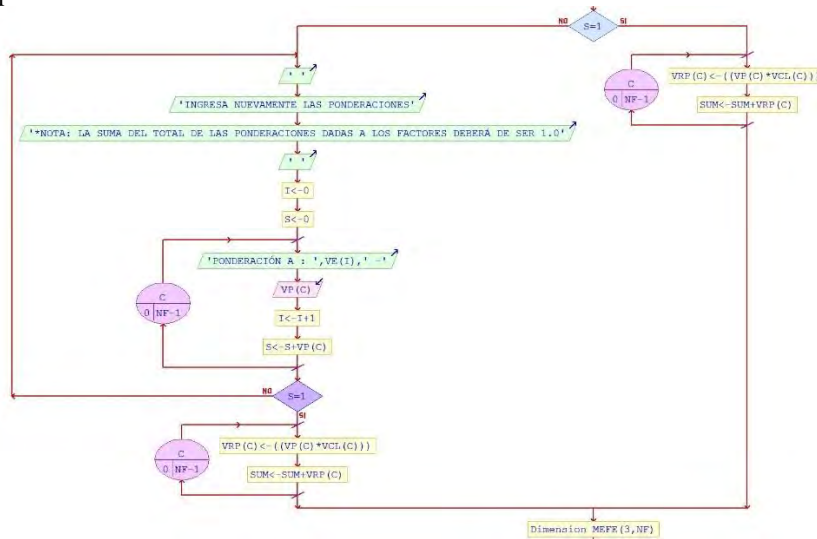 S=1
NO
SI
' '
'INGRESA NUEVAMENTE LAS PONDERACIONES'
'*NOTA: LA SUMA DEL TOTAL DE LAS PONDERACIONES DADAS A LOS FACTORES DEBERÁ DE SER 1.0'
' '
I<-0
S<-0
C
0 NF-1
'PONDERACIÓN A : ',VE(I),' -'
VP(C)
I<-I+1
S<-S+VP(C)
NO
S=1
SI
C
0 NF-1
VRP(C)<-((VP(C)*VCL(C)))
SUM<-SUM+VRP(C)
C
0 NF-1
VRP(C)<-((VP(C)*VCL(C))
SUM<-SUM+VRP(C)
Dimension MEFE(3,NF)